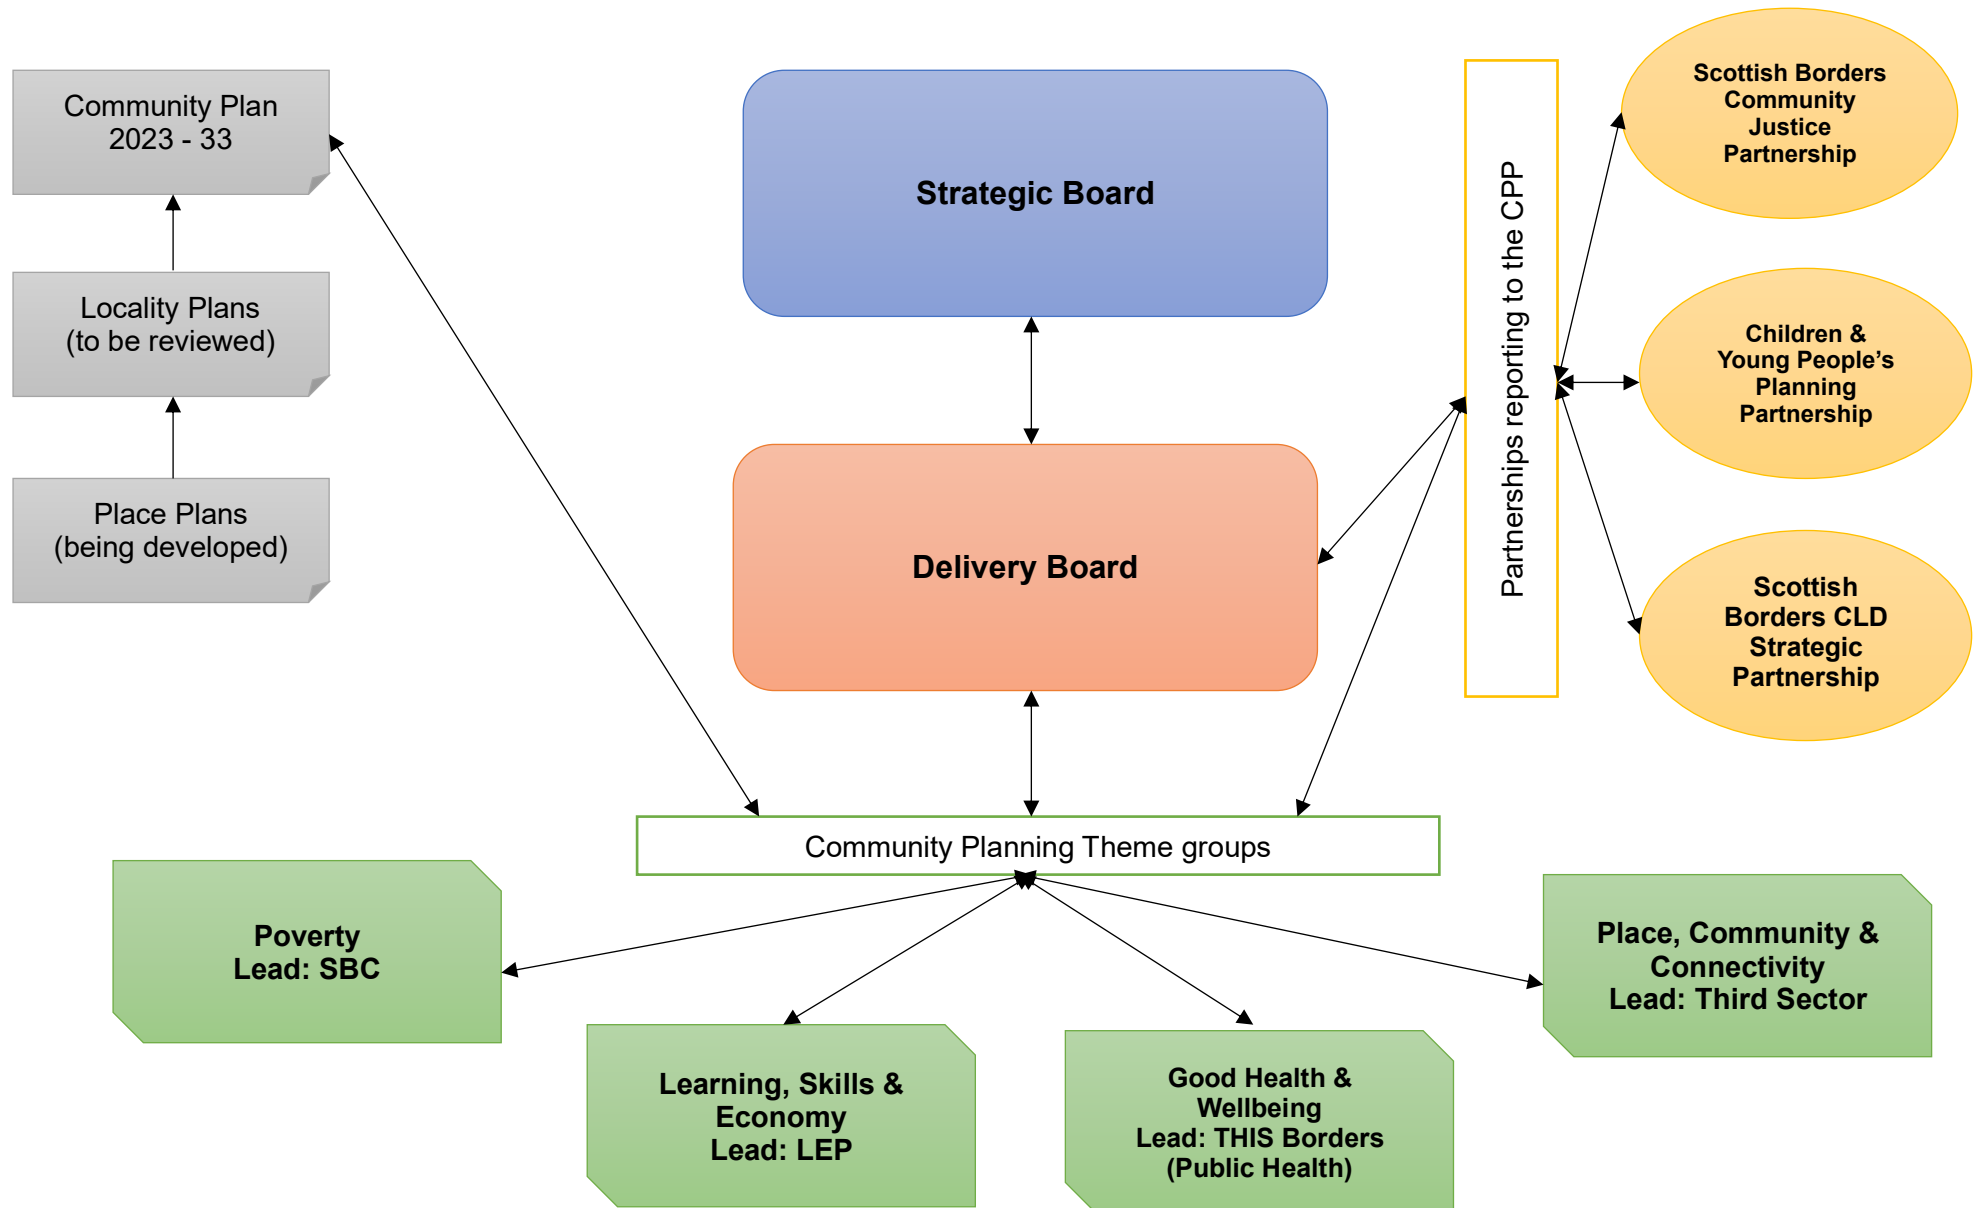 Community Plan
2023 - 33
Locality Plans
(to be reviewed)
Place Plans
(being developed)
Strategic Board
Delivery Board
Partnerships reporting to the CPP
Scottish Borders
Community
Justice
Partnership
Children &
Young People’s
Planning
Partnership
Scottish
Borders CLD
Strategic
Partnership
Community Planning Theme groups
Poverty
Lead: SBC
Learning, Skills &
Economy
Lead: LEP
Good Health &
Wellbeing
Lead: THIS Borders
(Public Health)
Place, Community &
Connectivity
Lead: Third Sector